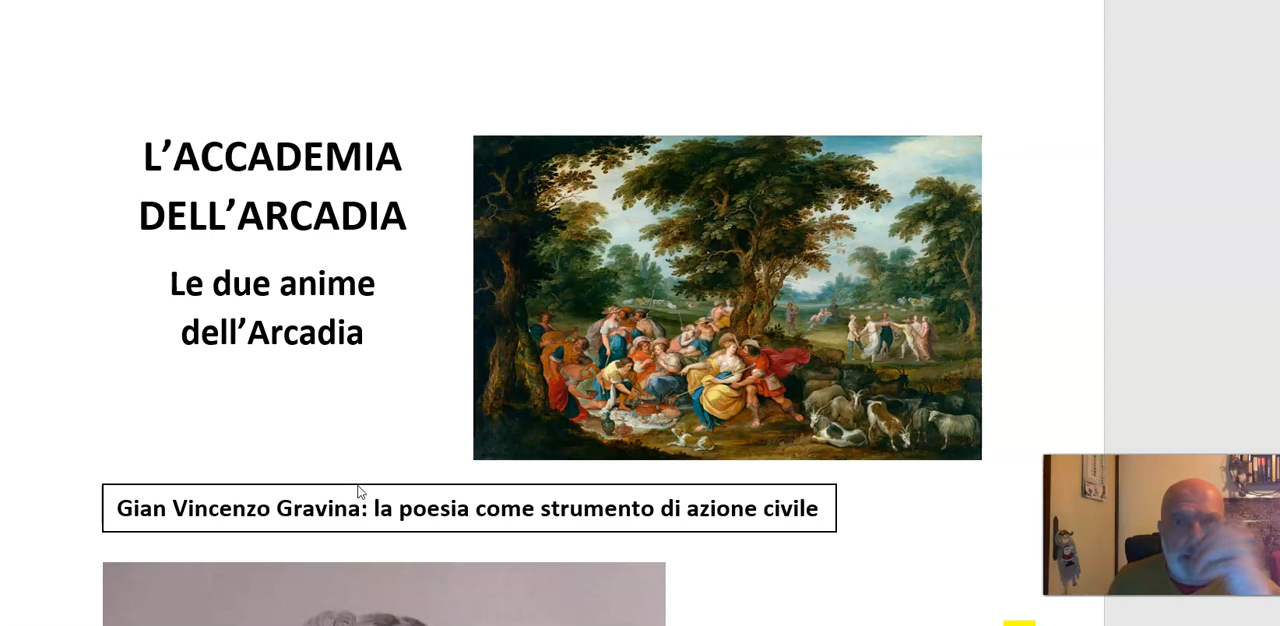 L’ACCADEMIA
DELL’ARCADIA
Le due anime
dell’Arcadia
Gian Vincenzo Gravina: la poesia come strumento di azione civile